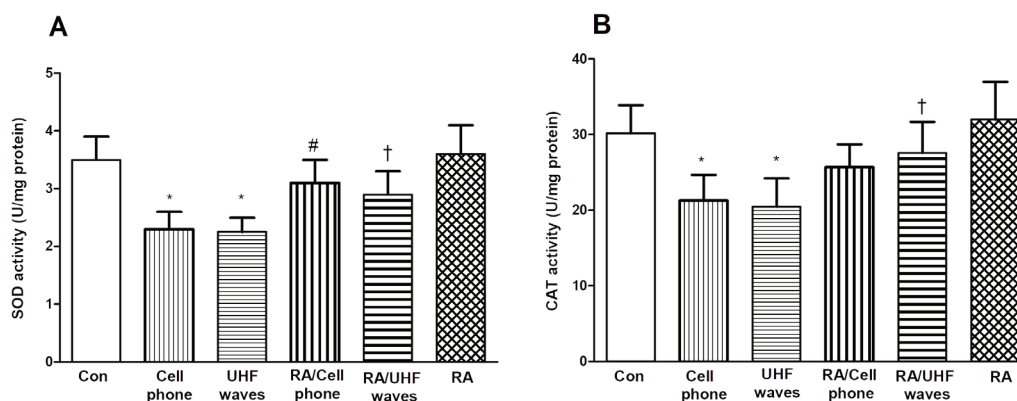 A
SOD activity (U/mg protein)
5
4
3
2
1
0
*
*
#
†
Con
Cell
phone
UHF
waves
RA/Cell
phone
RA/UHF
waves
RA
B
CAT activity (U/mg protein)
40
30
20
10
0
*
*
†
Con
Cell
phone
UHF
waves
RA/Cell
phone
RA/UHF
waves
RA